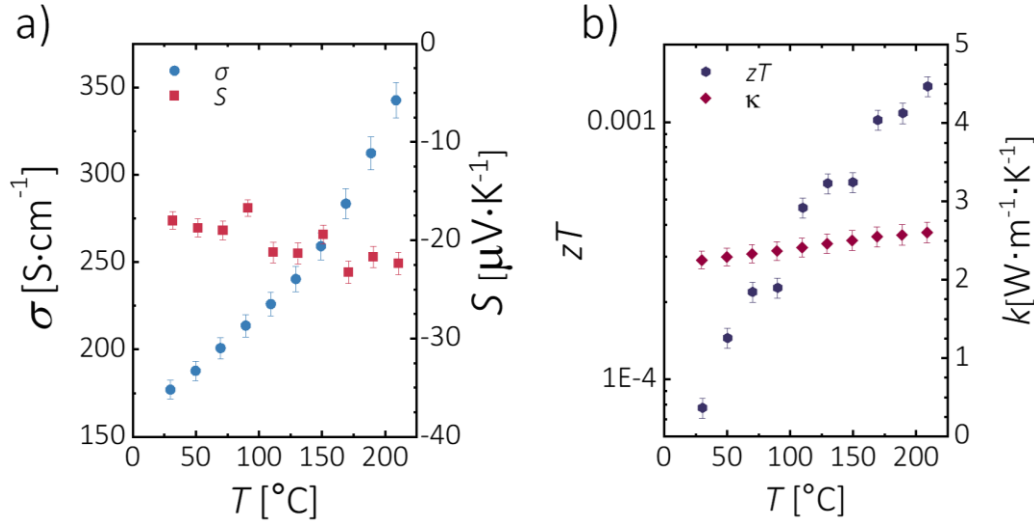 a)
σ
S
σ [S·cm⁻¹]
350
300
250
200
150
0
-10
-20
-30
-40
S [μV·K⁻¹]
0 50 100 150 200
T [°C]
b)
zT
κ
zT
0.001
1E-4
5
4
3
2
1
0
k[W·m⁻¹·K⁻¹]
0 50 100 150 200
T [°C]